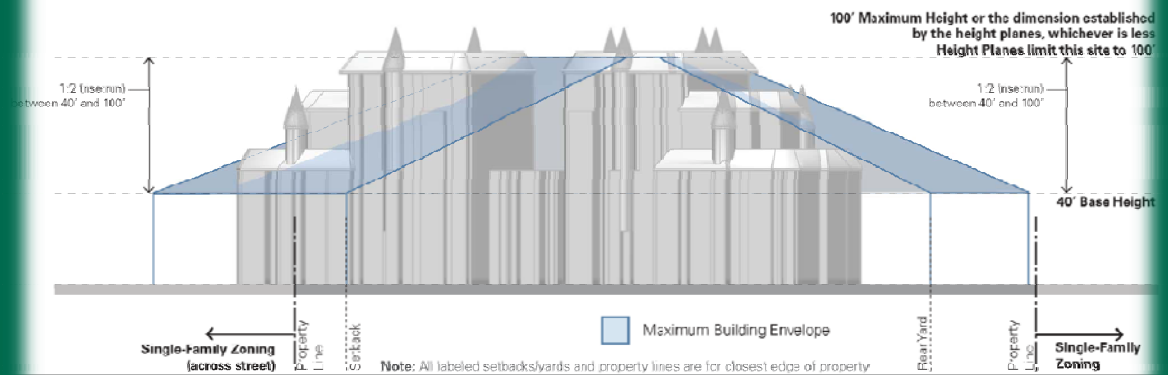 100' Maximum Height or the dimension established
by the height planes, whichever is less
Height Planes limit this site to 100'
1:2 (rise:run)
between 40' and 100'
1:2 (rise:run)
between 40' and 100'
40' Base Height
Single-Family Zoning
(across street)
Property
Line
Setback
Maximum Building Envelope
Note: All labeled setbacks/yards and property lines are for closest edge of property
Rear Yard
Property
Line
Single-Family
Zoning